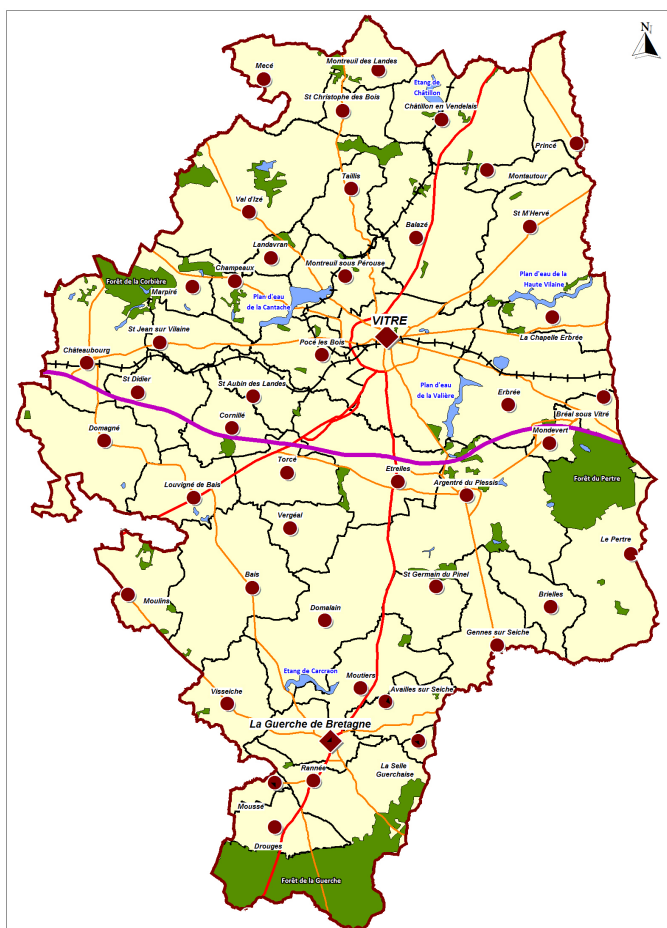 N
Mecé
Montreuil des Landes
Etang de
Châtillon
St Christophe des Bois
Châtillon en Vendelais
Princé
Montautour
Taillis
Val d'Izé
St M'Hervé
Balazé
Landavran
Champeaux
Montreuil sous Pérouse
Forêt de la Corbière
Marpiré
Plan d'eau de la
Haute Vilaine
Plan d'eau
de la Cantache
VITRE
St Jean sur Vilaine
La Chapelle Erbrée
Pocé les Bois
Châteaubourg
St Didier
St Aubin des Landes
Plan d'eau
de la Valière
Erbrée
Bréal sous Vitré
Cornillé
Domagné
Mondevert
Torcé
Etrelles
Argentré du Plessis
Forêt du Pertre
Louvigné de Bais
Vergéal
Le Pertre
Bais
St Germain du Pinel
Moulins
Brielles
Domalain
Gennes sur Seiche
Etang de Carcraon
Moutiers
Visseiche
Availles sur Seiche
La Guerche de Bretagne
Rannée
La Selle
Guerchaise
Moussé
Drouges
Forêt de la Guerche